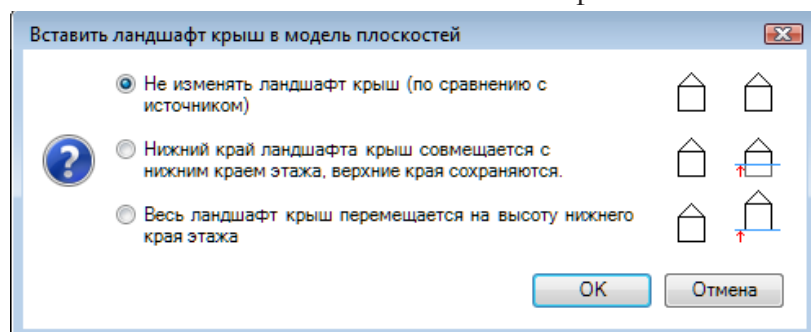 Вставить ландшафт крыш в модель плоскостей
Не изменять ландшафт крыш (по сравнению с
источником)
Нижний край ландшафта крыш совмещается с
нижним краем этажа, верхние края сохраняются.
Весь ландшафт крыш перемещается на высоту нижнего
края этажа
OK
Отмена